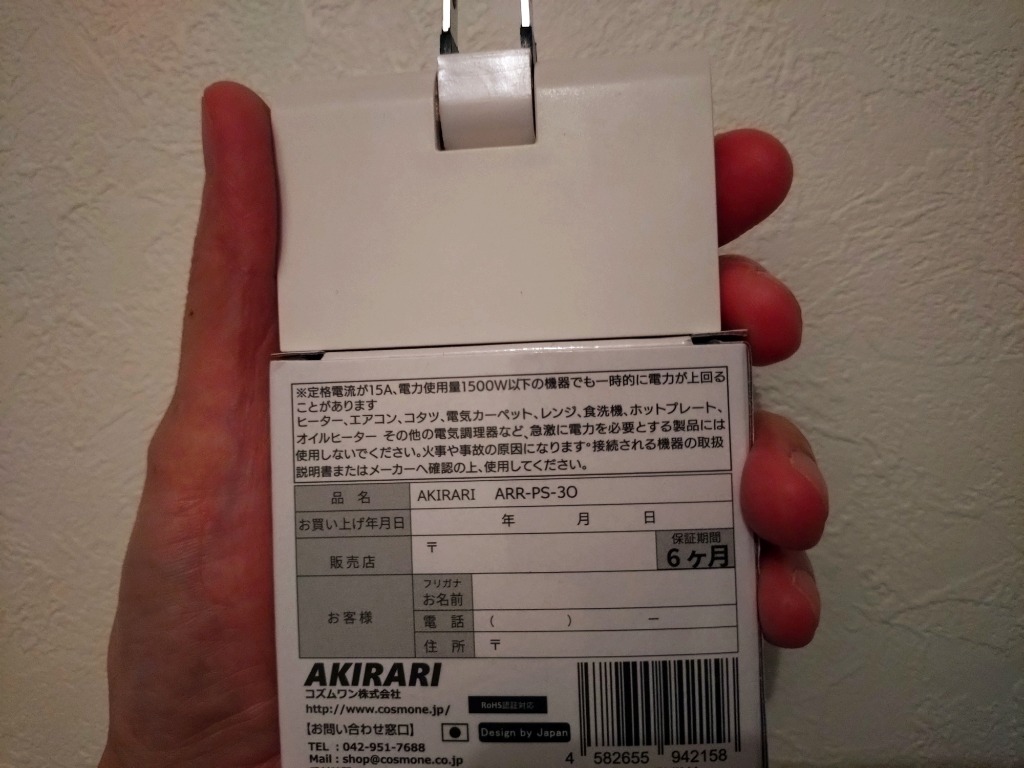 ※定格電流が15A、電力使用量1500W以下の機器でも一時的に電力が上回る
ことがあります
ヒーター、エアコン、コタツ、電気カーペット、レンジ、食洗機、ホットプレート、
オイルヒーター その他の電気調理器など、急激に電力を必要とする製品には
使用しないでください。火事や事故の原因になります*接続される機器の取扱
説明書またはメーカーへ確認の上、使用してください。
品 名 AKIRARI ARR-PS-3O
お買い上げ年月日 年 月 日
販売店 〒 保証期間
6ヶ月
お客様
フリガナ
お名前
電 話 ( ) ー
住 所 〒
AKIRARI
コズムワン株式会社
http://www.cosmone.jp/
RoHS認証対応
【お問い合わせ窓口】
Design by Japan
TEL : 042-951-7688
Mail : shop@cosmone.co.jp
4 582655 942158